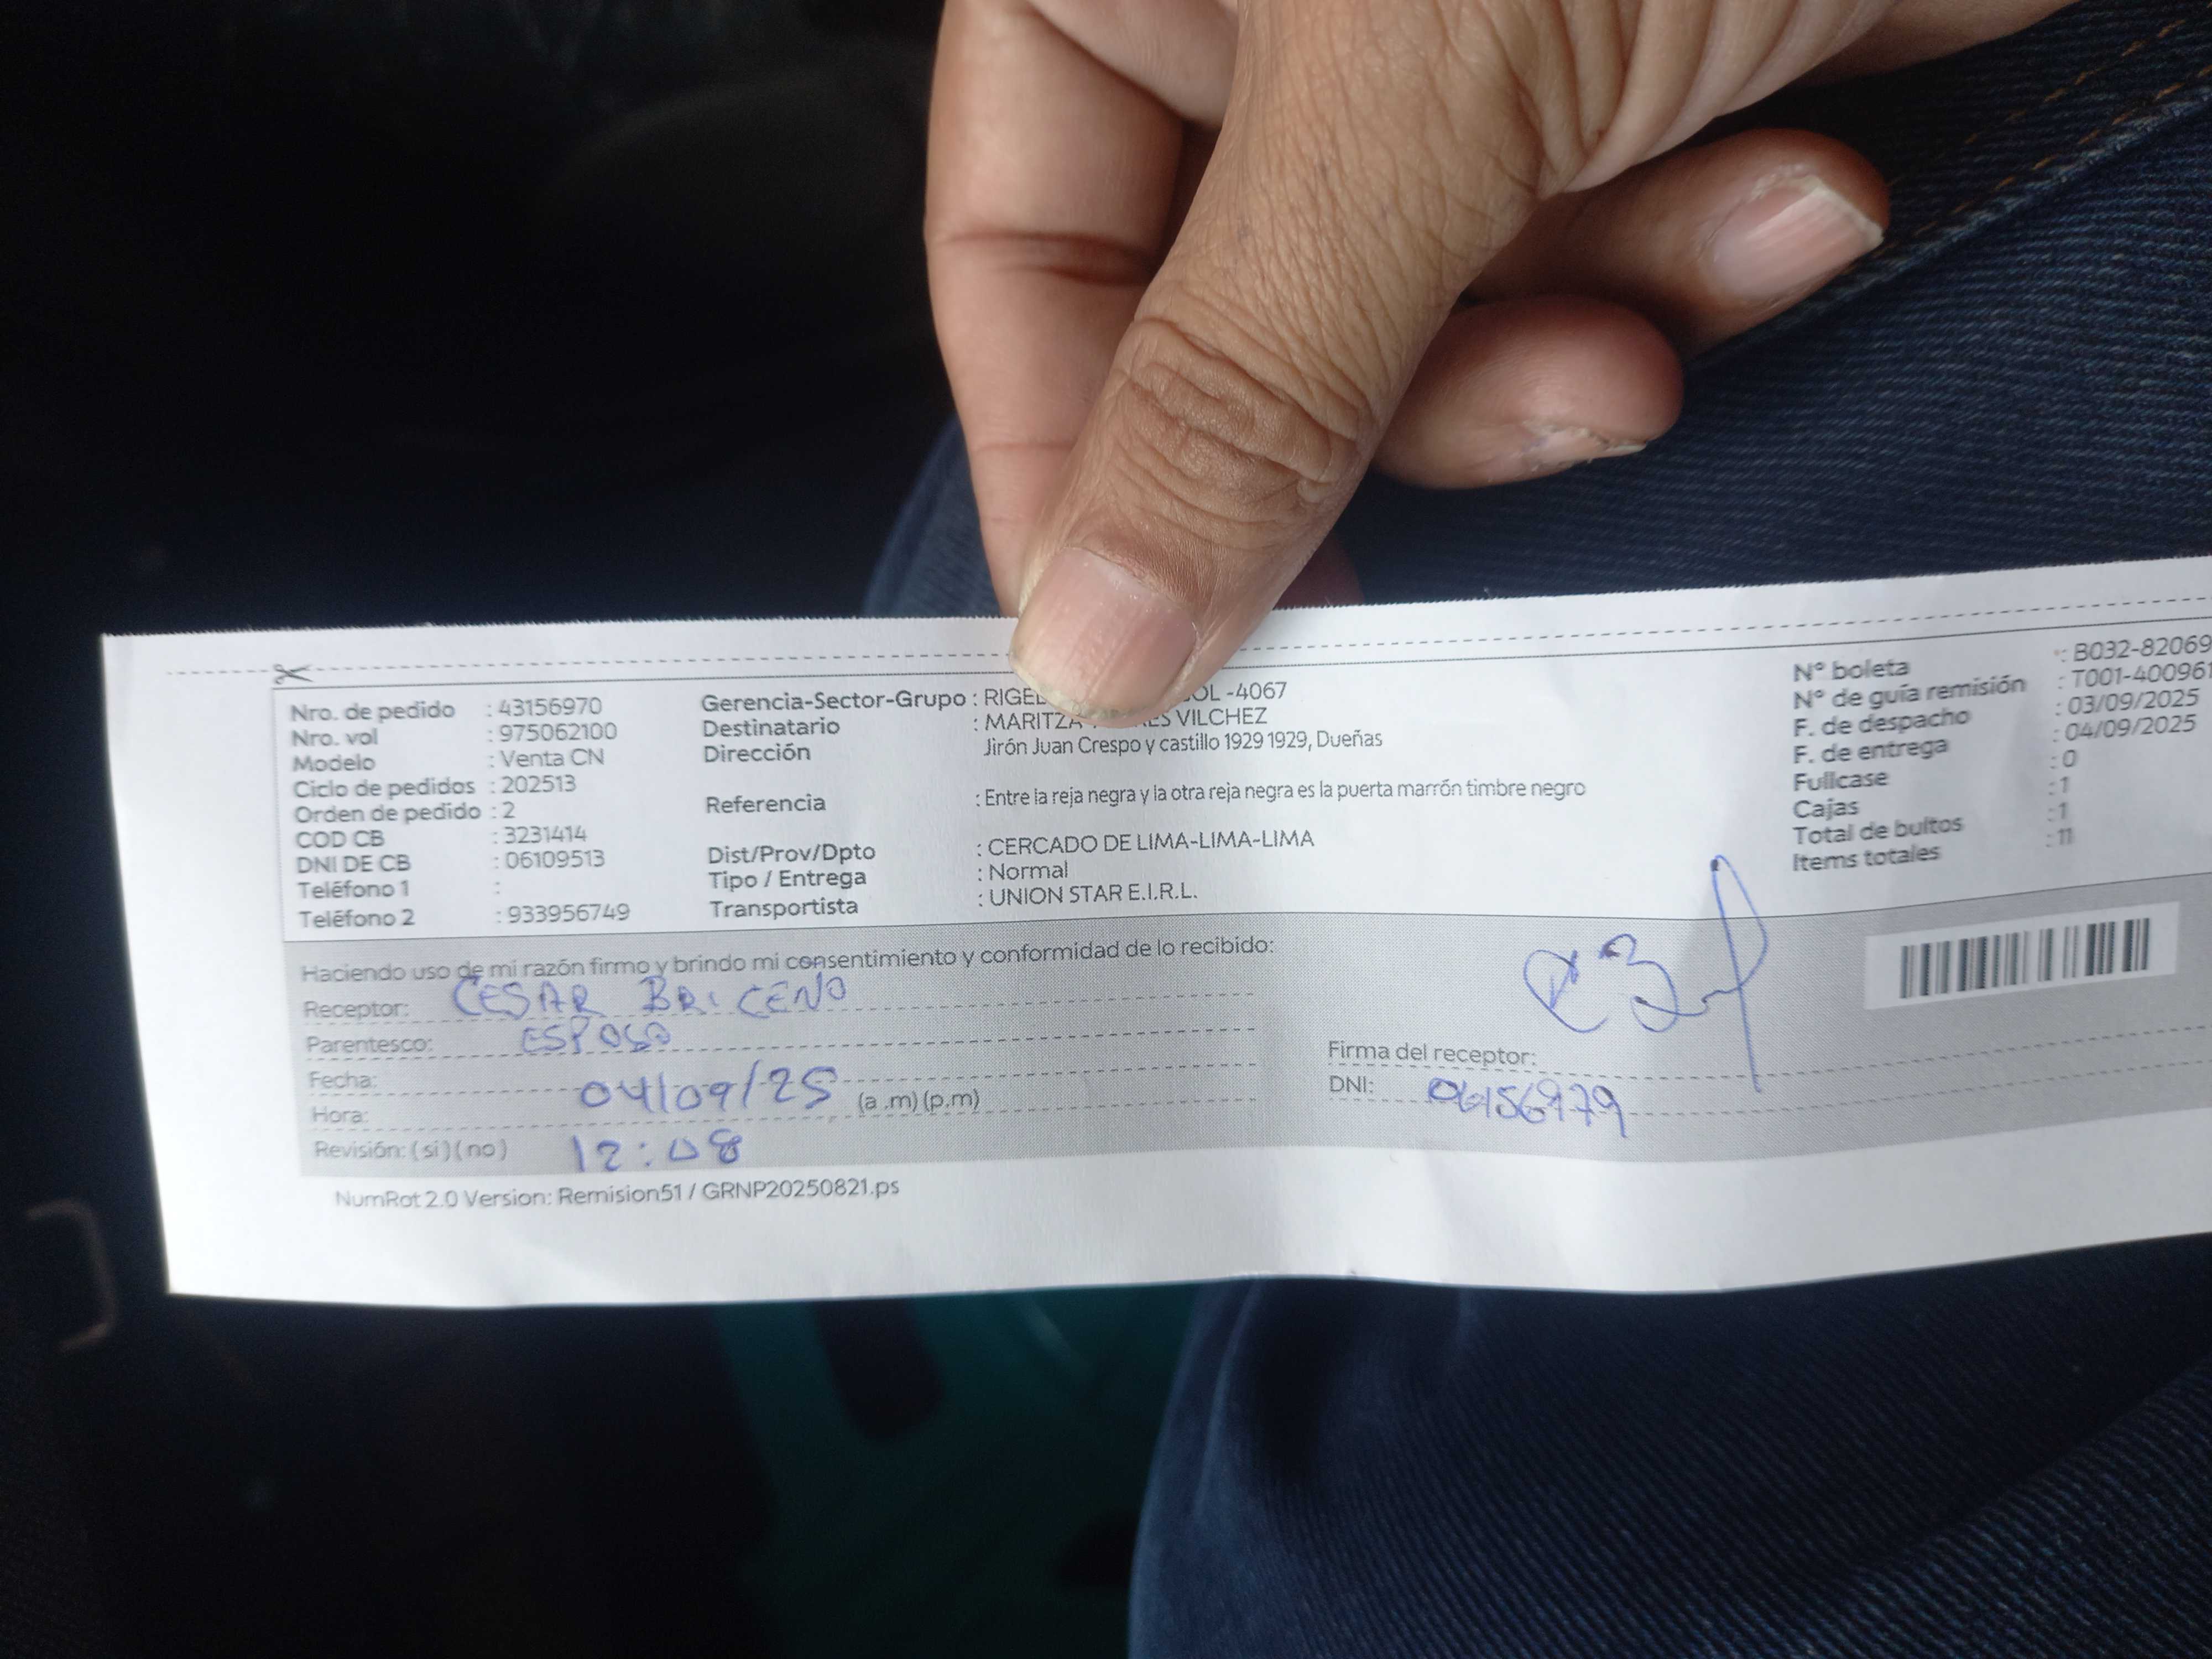 Nro. de pedido : 43156970
Nro. vol : 975062100
Modelo : Venta CN
Ciclo de pedidos : 202513
Orden de pedido : 2
COD CB : 3231414
DNI DE CB : 06109513
Teléfono 1 :
Teléfono 2 : 933956749
Gerencia-Sector-Grupo : -4067
Destinatario : MARITZA VILCHEZ
Dirección Jirón Juan Crespo y castillo 1929 1929, Dueñas
Referencia : Entre la reja negra y la otra reja negra es la puerta marrón timbre negro
Dist/Prov/Dpto : CERCADO DE LIMA-LIMA-LIMA
Tipo / Entrega : Normal
Transportista : UNION STAR E.I.R.L.
N° boleta : B032-82069
N° de guía remisión : T001-400961
F. de despacho : 03/09/2025
F. de entrega : 04/09/2025
Fullcase : 0
Cajas : 1
Total de bultos : 1
Items totales : 11
Haciendo uso de mi razón firmo y brindo mi consentimiento y conformidad de lo recibido:
Receptor: CESAR BRICEÑO
Parentesco: ESPOSO
Fecha: 04/09/25
Hora: (a .m) (p.m)
Revisión: ( si ) ( no ) 12:08
Firma del receptor:
DNI: 06156979
NumRot 2.0 Version: Remision51 / GRNP20250821.ps